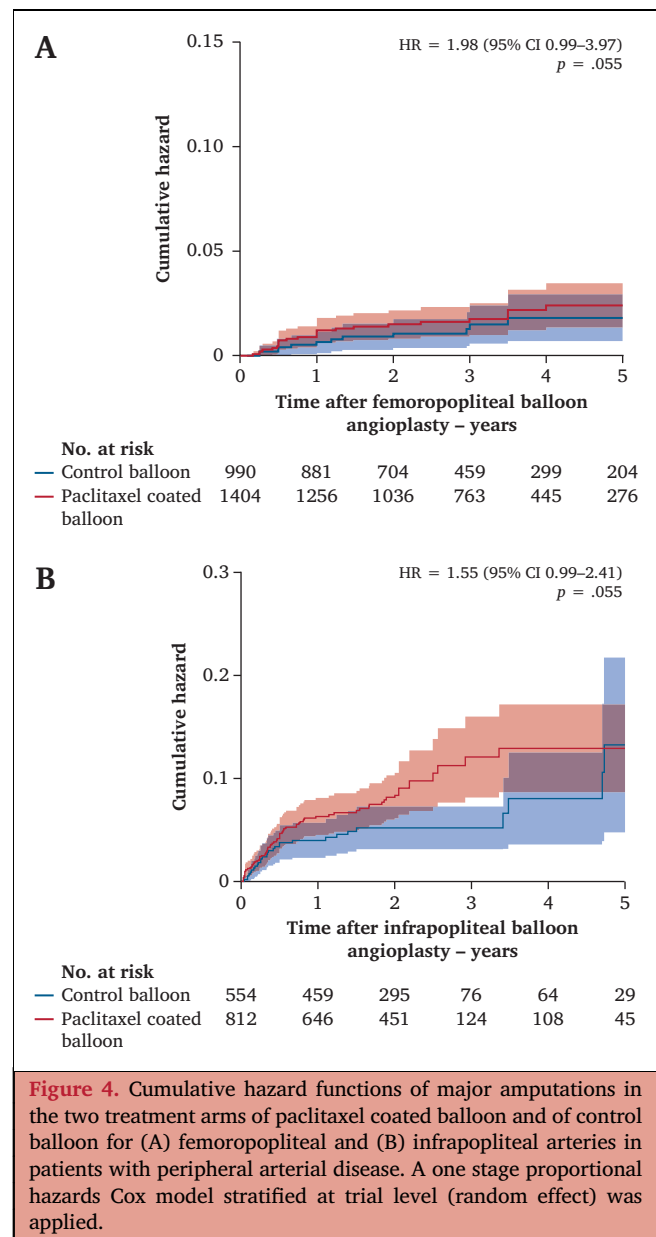 A
HR = 1.98 (95% CI 0.99–3.97)
p = .055
0.15
0.10
0.05
0
Cumulative hazard
0 1 2 3 4 5
Time after femoropopliteal balloon
angioplasty – years
No. at risk
Control balloon 990 881 704 459 299 204
Paclitaxel coated 1404 1256 1036 763 445 276
balloon
B
HR = 1.55 (95% CI 0.99–2.41)
p = .055
0.3
0.2
0.1
0
Cumulative hazard
0 1 2 3 4 5
Time after infrapopliteal balloon
angioplasty – years
No. at risk
Control balloon 554 459 295 76 64 29
Paclitaxel coated 812 646 451 124 108 45
balloon
Figure 4. Cumulative hazard functions of major amputations in
the two treatment arms of paclitaxel coated balloon and of control
balloon for (A) femoropopliteal and (B) infrapopliteal arteries in
patients with peripheral arterial disease. A one stage proportional
hazards Cox model stratified at trial level (random effect) was
applied.